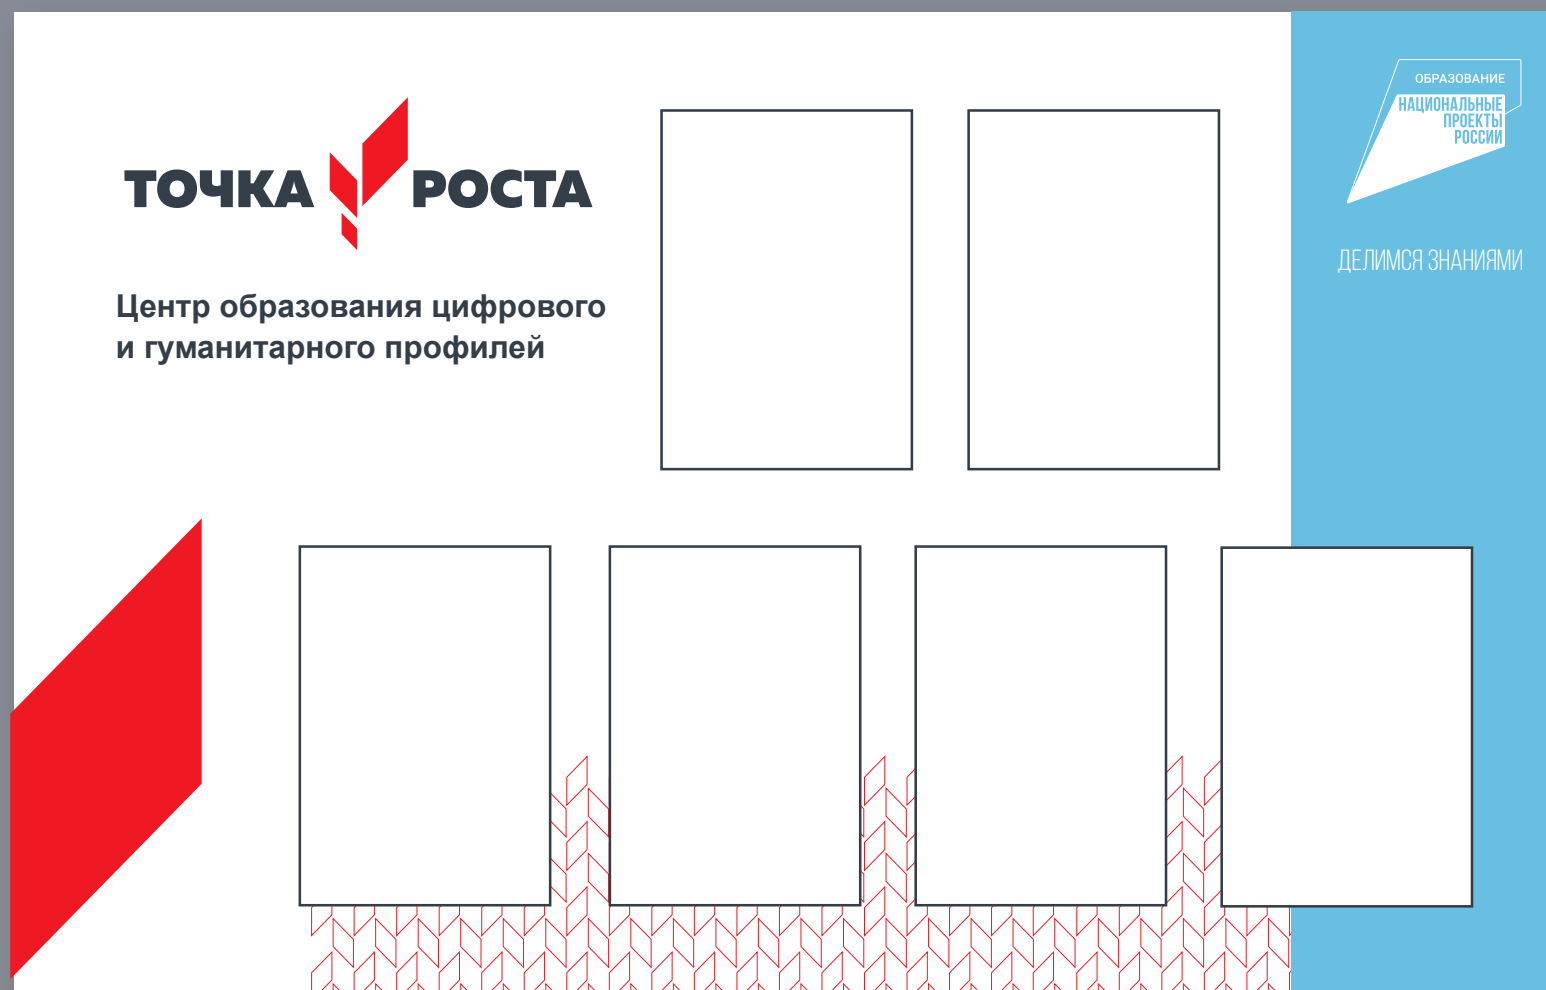 ТОЧКА РОСТА
Центр образования цифрового
и гуманитарного профилей
ОБРАЗОВАНИЕ
НАЦИОНАЛЬНЫЕ
ПРОЕКТЫ
РОССИИ
ДЕЛИМСЯ ЗНАНИЯМИ